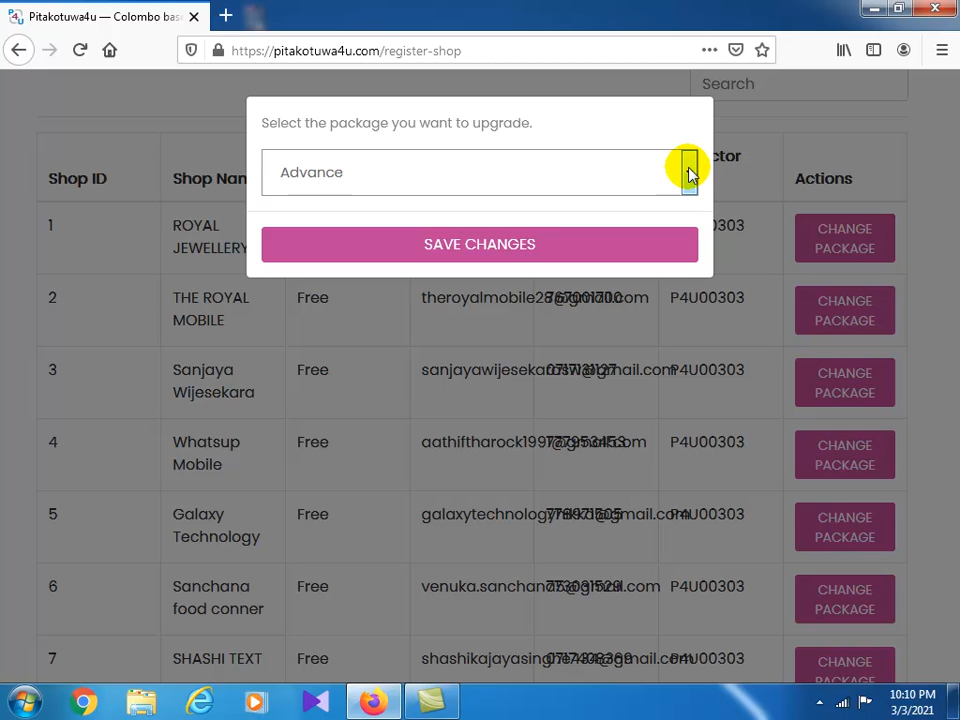 Pitakotuwa4u — Colombo bas
https://pitakotuwa4u.com/register-shop
Search
Select the package you want to upgrade.
Advance
SAVE CHANGES
Shop ID
Shop Nam
ctor
Actions
1
ROYAL
JEWELLERY
0303
CHANGE
PACKAGE
2
THE ROYAL
MOBILE
Free
P4U00303
CHANGE
PACKAGE
3
Sanjaya
Wijesekara
Free
P4U00303
CHANGE
PACKAGE
4
Whatsup
Mobile
Free
P4U00303
CHANGE
PACKAGE
5
Galaxy
Technology
Free
P4U00303
CHANGE
PACKAGE
6
Sanchana
food conner
Free
P4U00303
CHANGE
PACKAGE
7
SHASHI TEXT
Free
P4U00303
CHANGE
PACKAGE
10:10 PM
3/3/2021